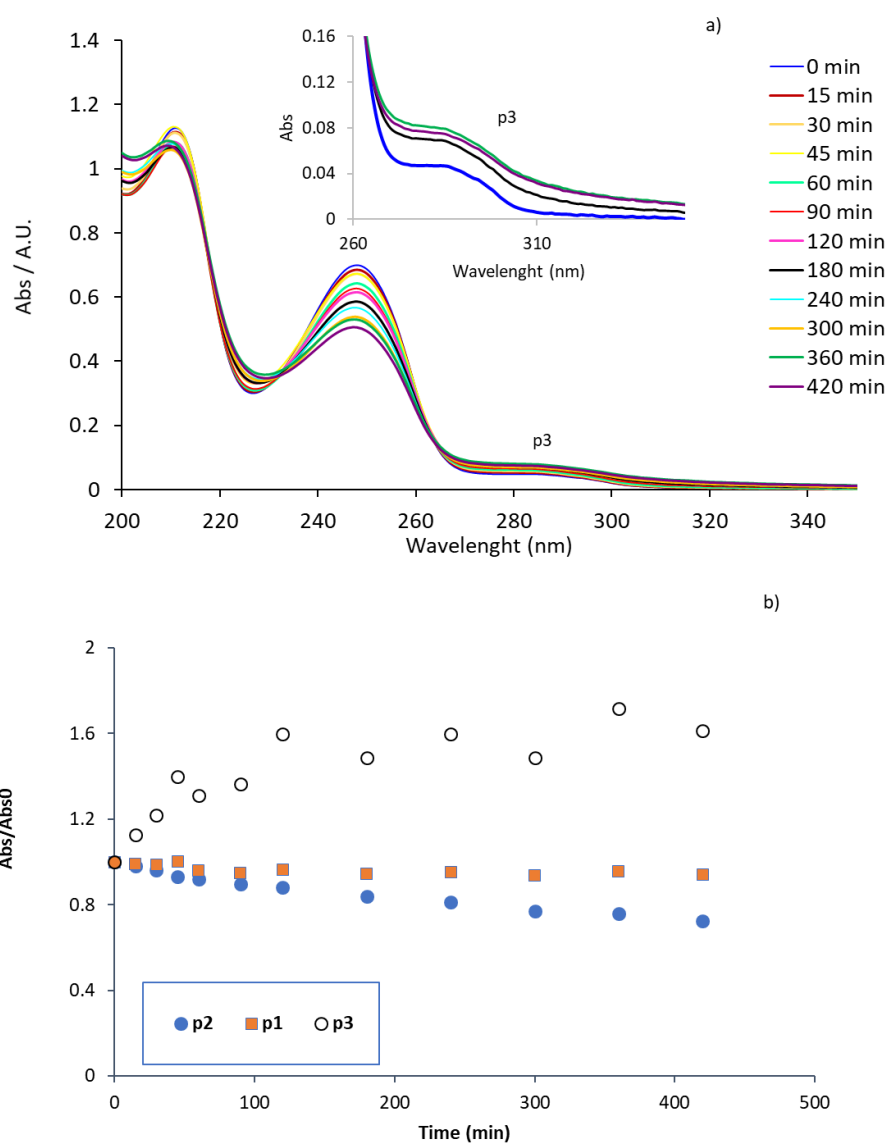 a)
Abs / A.U.
1.4
1.2
1
0.8
0.6
0.4
0.2
0
200
220
240
260
280
300
320
340
Wavelenght (nm)
p3
Abs
0.16
0.12
0.08
0.04
0
260
310
Wavelenght (nm)
p3
0 min
15 min
30 min
45 min
60 min
90 min
120 min
180 min
240 min
300 min
360 min
420 min
b)
Abs/Abs0
2
1.6
1.2
0.8
0.4
0
0
100
200
300
400
500
Time (min)
p2 p1 p3